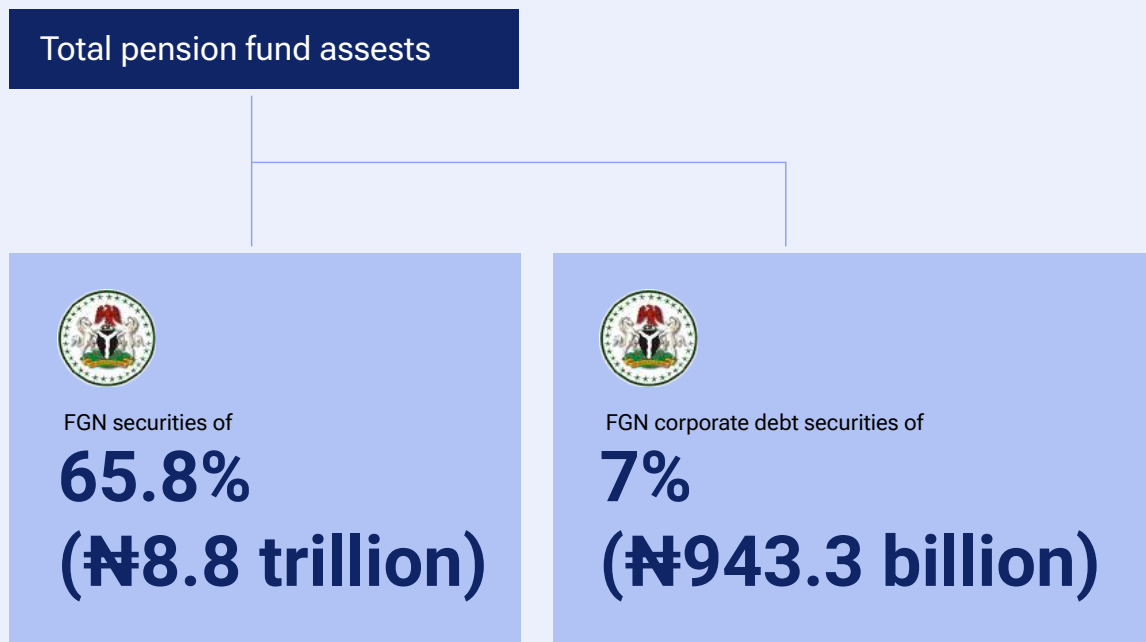 Total pension fund assests
FGN securities of
65.8%
(₦8.8 trillion)
FGN corporate debt securities of
7%
(₦943.3 billion)